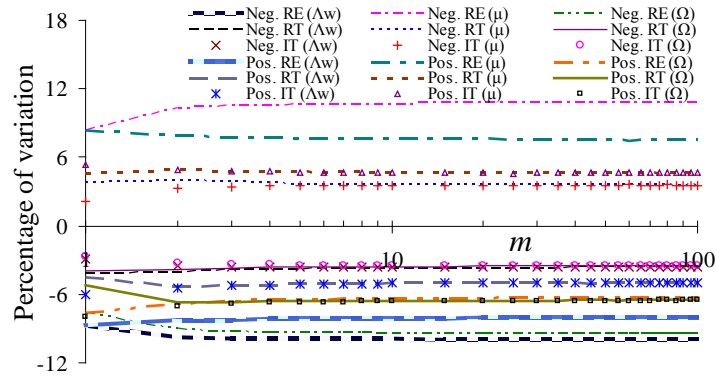 18
12
6
0
-6
-12
Percentage of variation
Neg. RE (Λw)
Neg. RE (μ)
Neg. RE (Ω)
Neg. RT (Λw)
Neg. RT (μ)
Neg. RT (Ω)
Neg. IT (Λw)
Neg. IT (μ)
Neg. IT (Ω)
Pos. RE (Λw)
Pos. RE (μ)
Pos. RE (Ω)
Pos. RT (Λw)
Pos. RT (μ)
Pos. RT (Ω)
Pos. IT (Λw)
Pos. IT (μ)
Pos. IT (Ω)
10
m
100